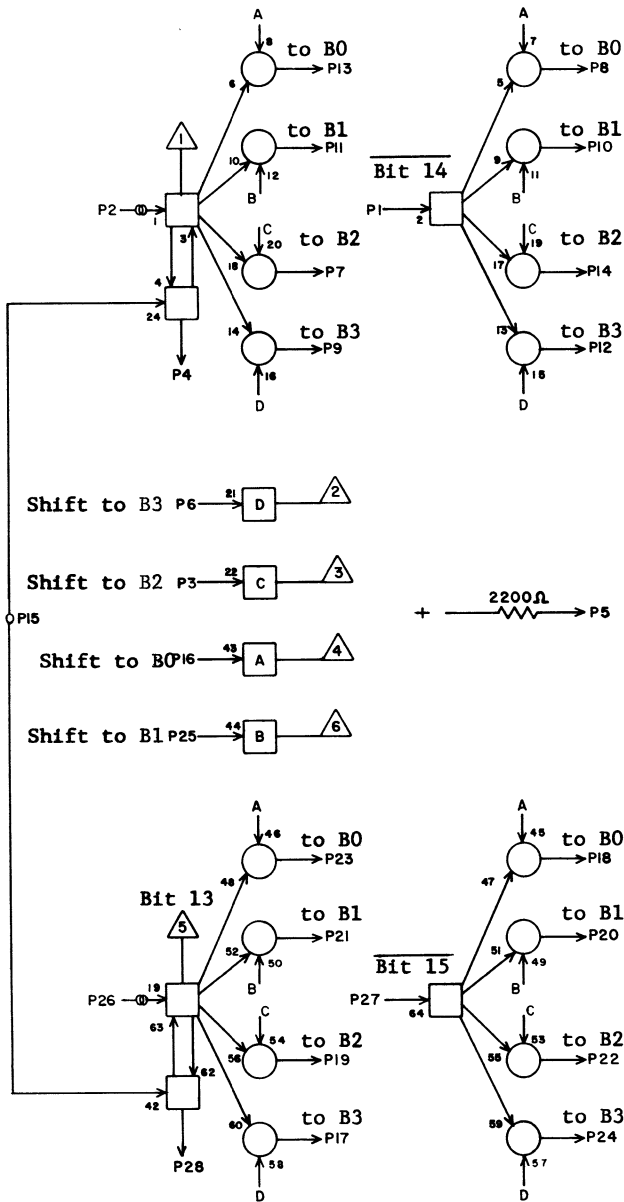 A
8
to B0
P13
6
1
to B1
P11
10
12
B
P2
1
3
C
20
to B2
P7
18
4
24
to B3
P9
14
16
D
P4
A
7
to B0
P8
5
to B1
P10
9
11
B
Bit 14
P1
2
C
19
to B2
P14
17
to B3
P12
13
15
D
Shift to B3 P6 21 D 2
Shift to B2 P3 22 C 3
P15
+ 2200Ω P5
Shift to B0 P16 43 A 4
Shift to B1 P25 44 B 6
A
46
to B0
P23
48
Bit 13
5
to B1
P21
52
50
B
P26
19
63
62
C
54
to B2
P19
56
42
to B3
P17
60
58
D
P28
A
45
to B0
P18
47
to B1
P20
51
49
B
Bit 15
P27
64
C
53
to B2
P22
55
to B3
P24
59
57
D